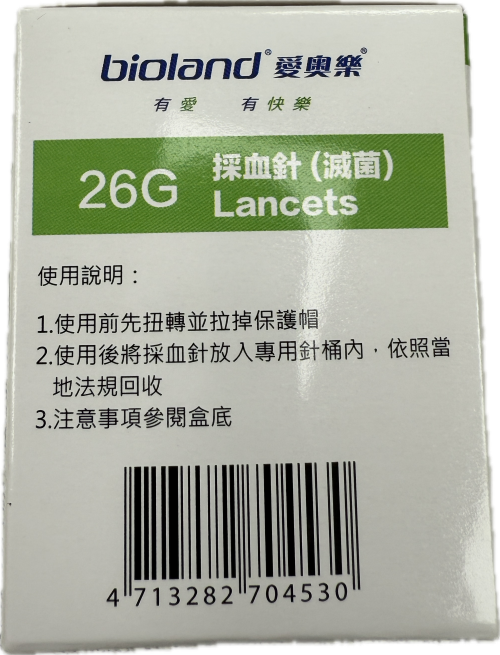 bioland® 愛奧樂®
有愛 有快樂
26G 採血針(滅菌)
Lancets
使用說明：
1.使用前先扭轉並拉掉保護帽
2.使用後將採血針放入專用針桶內，依照當
地法規回收
3.注意事項參閱盒底
4 713282 704530